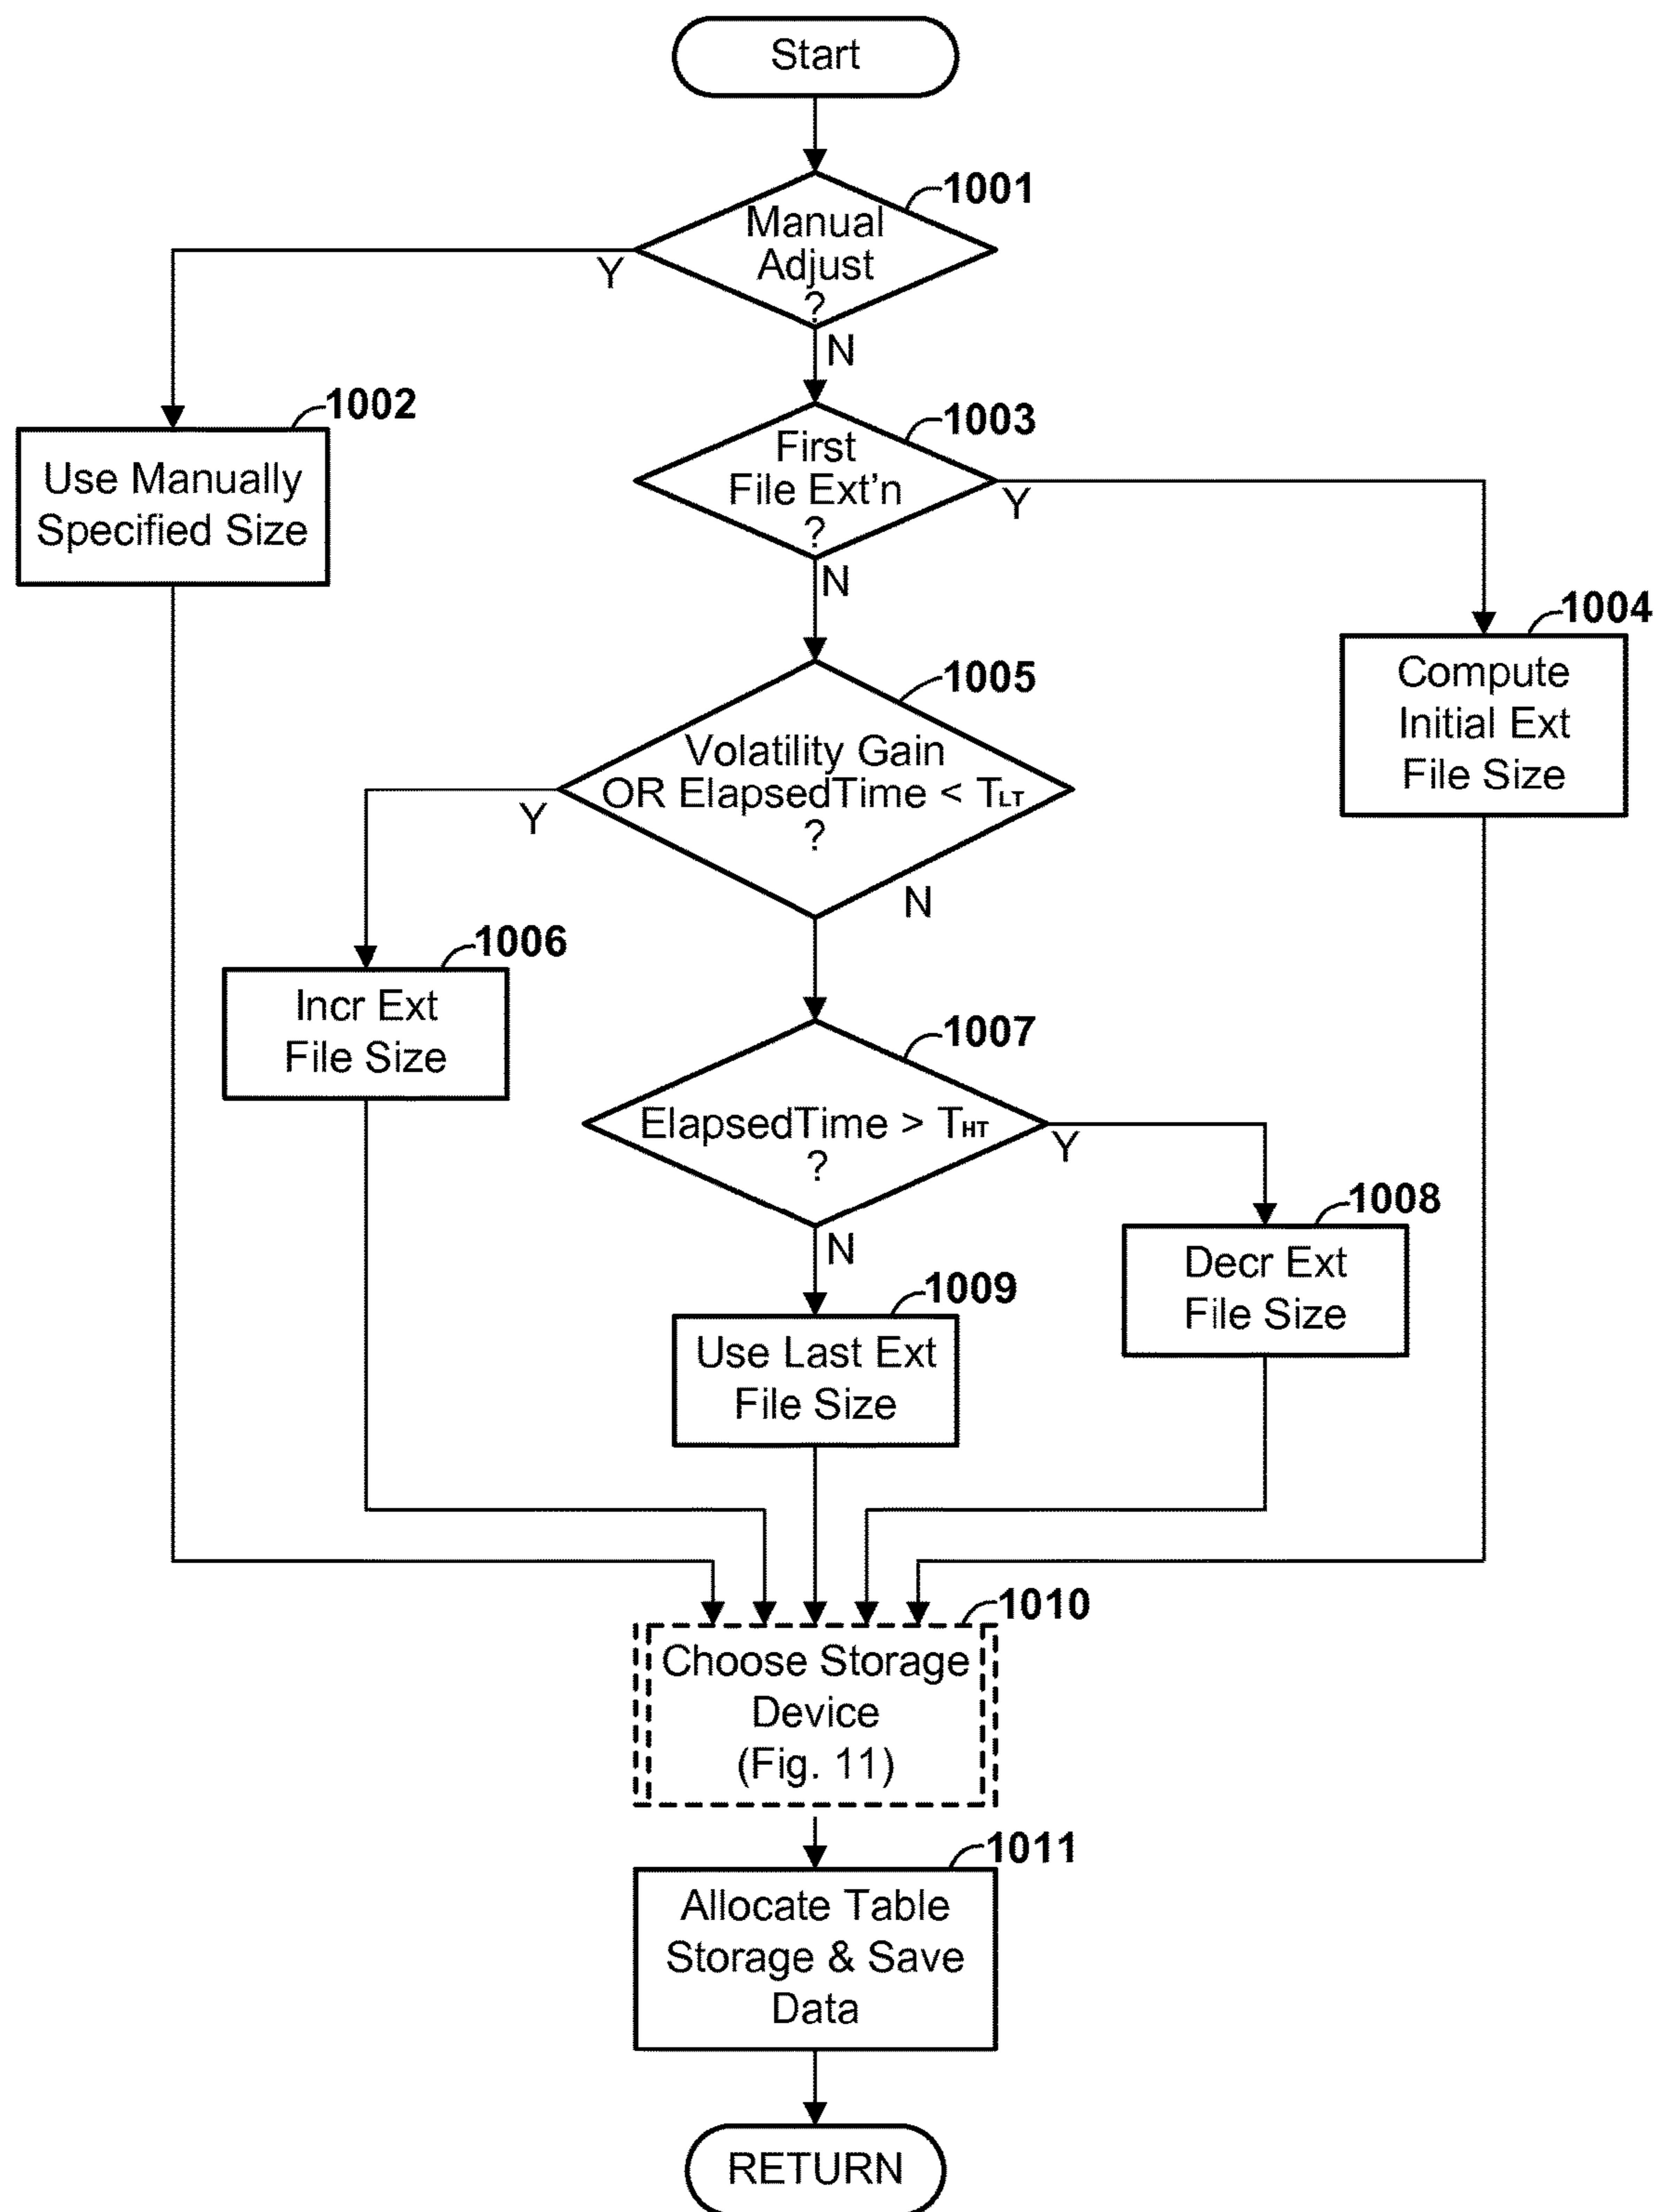 Start
1001
Manual
Adjust
?
Y
N
1002
Use Manually
Specified Size
1003
First
File Ext'n
?
Y
N
1004
Compute
Initial Ext
File Size
1005
Volatility Gain
OR ElapsedTime < TLT
?
Y
N
1006
Incr Ext
File Size
1007
ElapsedTime > THT
?
Y
N
1008
Decr Ext
File Size
1009
Use Last Ext
File Size
1010
Choose Storage
Device
(Fig. 11)
1011
Allocate Table
Storage & Save
Data
RETURN